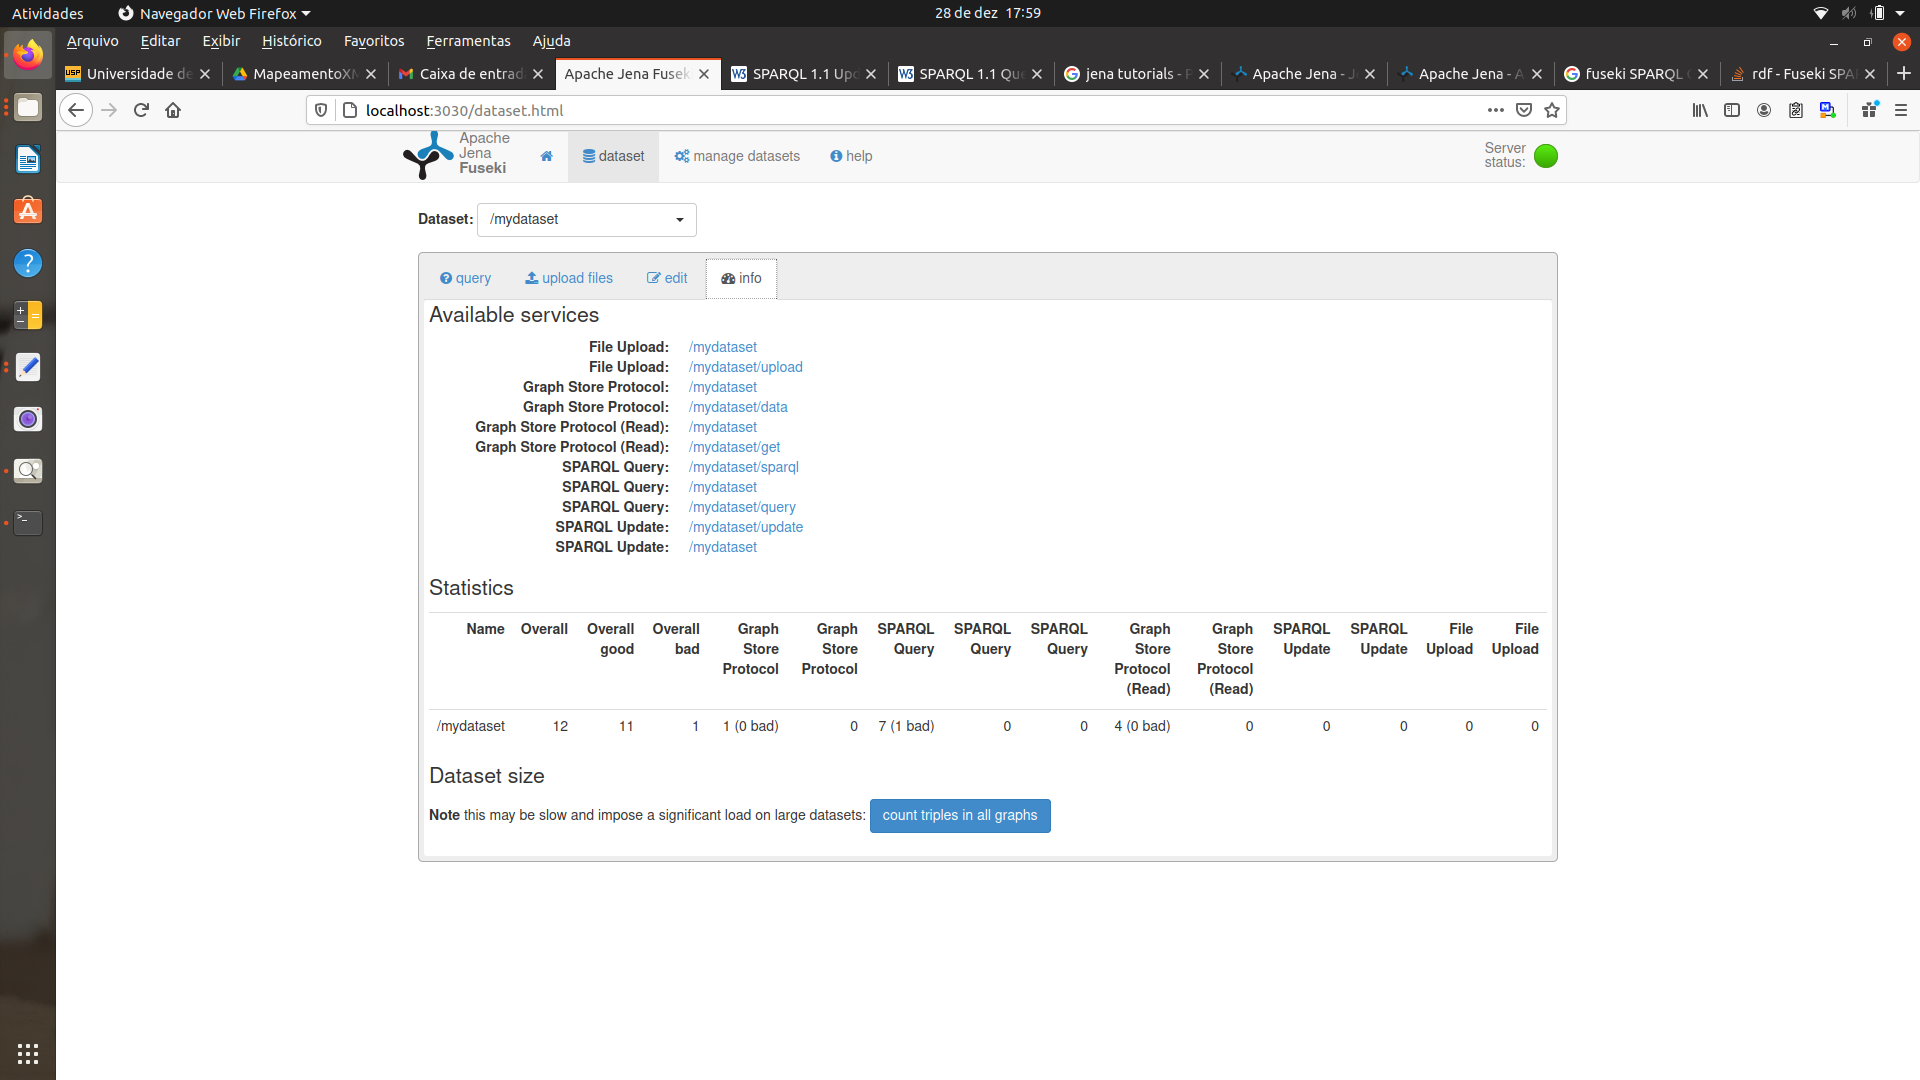 Atividades
Navegador Web Firefox
28 de dez 17:59
Arquivo Editar Exibir Histórico Favoritos Ferramentas Ajuda
Universidade de
MapeamentoXM
Caixa de entrad
Apache Jena Fusek
SPARQL 1.1 Upd
SPARQL 1.1 Que
jena tutorials - P
Apache Jena - J
Apache Jena - A
fuseki SPARQL
rdf - Fuseki SPA
localhost:3030/dataset.html
Apache
Jena
Fuseki
dataset
manage datasets
help
Server
status:
Dataset: /mydataset
query
upload files
edit
info
Available services
File Upload: /mydataset
File Upload: /mydataset/upload
Graph Store Protocol: /mydataset
Graph Store Protocol: /mydataset/data
Graph Store Protocol (Read): /mydataset
Graph Store Protocol (Read): /mydataset/get
SPARQL Query: /mydataset/sparql
SPARQL Query: /mydataset
SPARQL Query: /mydataset/query
SPARQL Update: /mydataset/update
SPARQL Update: /mydataset
Statistics
Name Overall Overall Overall Graph Graph SPARQL SPARQL SPARQL Graph Graph SPARQL SPARQL File File
good bad Store Store Query Query Query Store Store Update Update Upload Upload
Protocol Protocol Protocol Protocol
(Read) (Read)
/mydataset 12 11 1 1 (0 bad) 0 7 (1 bad) 0 0 4 (0 bad) 0 0 0 0 0
Dataset size
Note this may be slow and impose a significant load on large datasets: count triples in all graphs